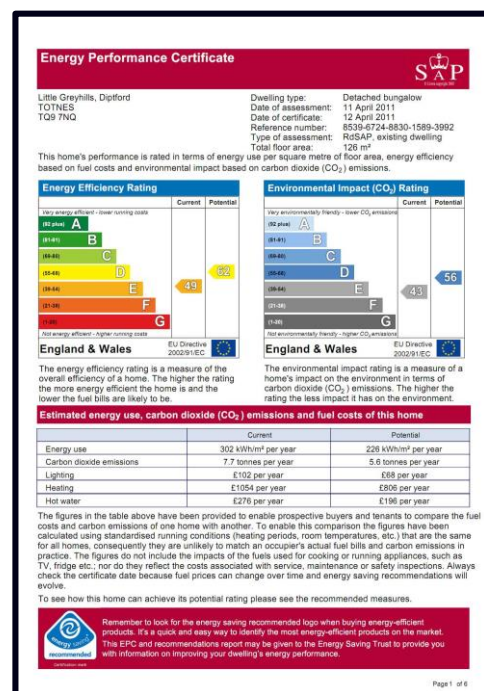 Energy Performance Certificate
SAP
Little Greyhills, Diptford
TOTNES
TQ9 7NQ
Dwelling type: Detached bungalow
Date of assessment: 11 April 2011
Date of certificate: 12 April 2011
Reference number: 8539-6724-8830-1589-3992
Type of assessment: RdSAP, existing dwelling
Total floor area: 126 m²
This home's performance is rated in terms of energy use per square metre of floor area, energy efficiency
based on fuel costs and environmental impact based on carbon dioxide (CO₂) emissions.
Energy Efficiency Rating
Current Potential
Very energy efficient - lower running costs
(92 plus) A
(81-91) B
(69-80) C
(55-68) D
(39-54) E
(21-38) F
(1-20) G
49
62
Not energy efficient - higher running costs
England & Wales
EU Directive
2002/91/EC
The energy efficiency rating is a measure of the
overall efficiency of a home. The higher the rating
the more energy efficient the home is and the
lower the fuel bills are likely to be.
Environmental Impact (CO₂) Rating
Current Potential
Very environmentally friendly - lower CO₂ emissions
(92 plus) A
(81-91) B
(69-80) C
(55-68) D
(39-54) E
(21-38) F
(1-20) G
43
56
Not environmentally friendly - higher CO₂ emissions
England & Wales
EU Directive
2002/91/EC
The environmental impact rating is a measure of a
home's impact on the environment in terms of
carbon dioxide (CO₂) emissions. The higher the
rating the less impact it has on the environment.
Estimated energy use, carbon dioxide (CO₂) emissions and fuel costs of this home
Current Potential
Energy use 302 kWh/m² per year 226 kWh/m² per year
Carbon dioxide emissions 7.7 tonnes per year 5.6 tonnes per year
Lighting £102 per year £68 per year
Heating £1054 per year £806 per year
Hot water £276 per year £196 per year
The figures in the table above have been provided to enable prospective buyers and tenants to compare the fuel
costs and carbon emissions of one home with another. To enable this comparison the figures have been
calculated using standardised running conditions (heating periods, room temperatures, etc.) that are the same
for all homes, consequently they are unlikely to match an occupier's actual fuel bills and carbon emissions in
practice. The figures do not include the impacts of the fuels used for cooking or running appliances, such as
TV, fridge etc.; nor do they reflect the costs associated with service, maintenance or safety inspections. Always
check the certificate date because fuel prices can change over time and energy saving recommendations will
evolve.
To see how this home can achieve its potential rating please see the recommended measures.
energy saving
recommended
Certification mark
Remember to look for the energy saving recommended logo when buying energy-efficient
products. It's a quick and easy way to identify the most energy-efficient products on the market.
This EPC and recommendations report may be given to the Energy Saving Trust to provide you
with information on improving your dwelling's energy performance.
Page 1 of 6